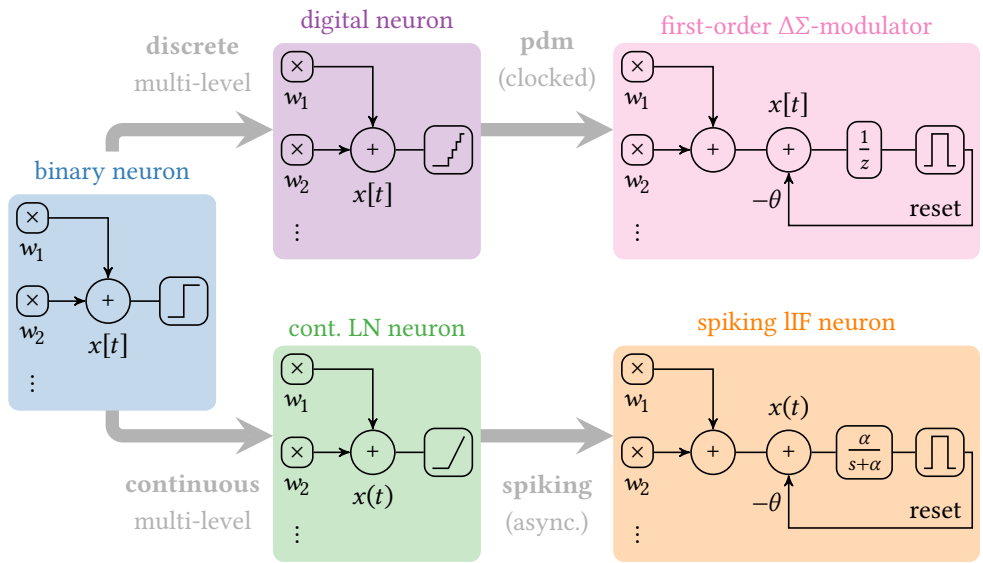 digital neuron
first-order ΔΣ-modulator
discrete
multi-level
pdm
(clocked)
×
w₁
×
w₂
+
x[t]
⋮
×
w₁
×
w₂
+
x[t]
+
1
z
−θ
reset
⋮
binary neuron
×
w₁
×
w₂
+
x[t]
⋮
cont. LN neuron
spiking lIF neuron
×
w₁
×
w₂
+
x(t)
⋮
×
w₁
×
w₂
+
x(t)
+
α
s+α
−θ
reset
⋮
continuous
multi-level
spiking
(async.)